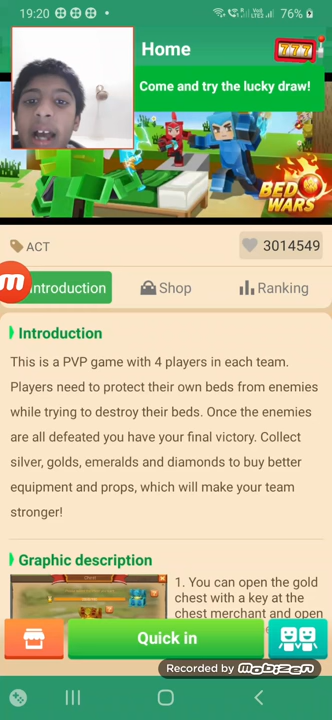 19:20
Vo)
LTE2
76%
Home
777
Come and try the lucky draw!
BED
WARS
ACT
3014549
m
Introduction
Shop
Ranking
Introduction
This is a PVP game with 4 players in each team.
Players need to protect their own beds from enemies
while trying to destroy their beds. Once the enemies
are all defeated you have your final victory. Collect
silver, golds, emeralds and diamonds to buy better
equipment and props, which will make your team
stronger!
Graphic description
Chest
1. You can open the gold
chest with a key at the
chest merchant and open
Quick in
Recorded by mobizen